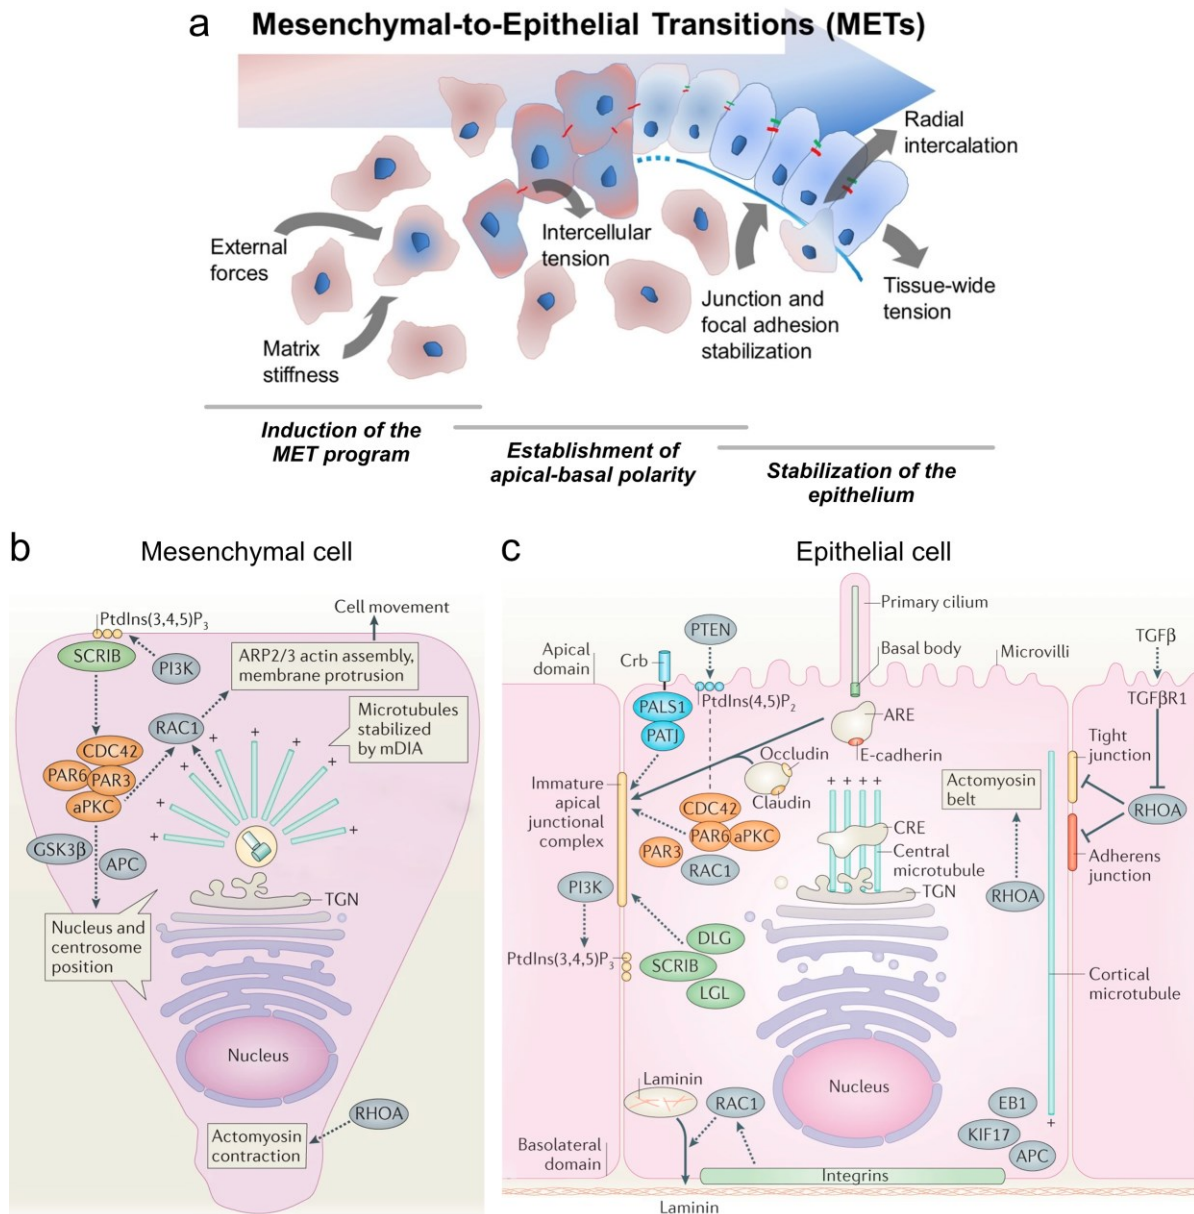 a
Mesenchymal-to-Epithelial Transitions (METs)
Radial
intercalation
External
forces
Intercellular
tension
Matrix
stiffness
Junction and
focal adhesion
stabilization
Tissue-wide
tension
Induction of the
MET program
Establishment of
apical-basal polarity
Stabilization of the
epithelium
b
Mesenchymal cell
PtdIns(3,4,5)P3
Cell movement
SCRIB
PI3K
ARP2/3 actin assembly,
membrane protrusion
RAC1
Microtubules
stabilized
by mDIA
CDC42
PAR6
PAR3
aPKC
+
+
+
+
+
+
+
+
GSK3β
APC
TGN
Nucleus and
centrosome
position
Nucleus
RHOA
Actomyosin
contraction
c
Epithelial cell
Primary cilium
PTEN
TGFβ
Apical
domain
Crb
Basal body
Microvilli
PtdIns(4,5)P2
TGFβR1
PALS1
PATJ
ARE
E-cadherin
Occludin
Claudin
Tight
junction
Immature
apical
junctional
complex
++++
Actomyosin
belt
CDC42
PAR6
aPKC
PAR3
RAC1
CRE
Central
microtubule
TGN
RHOA
Adherens
junction
PI3K
RHOA
DLG
SCRIB
LGL
PtdIns(3,4,5)P3
Cortical
microtubule
Nucleus
Laminin
RAC1
EB1
KIF17
APC
+
Basolateral
domain
Integrins
Laminin